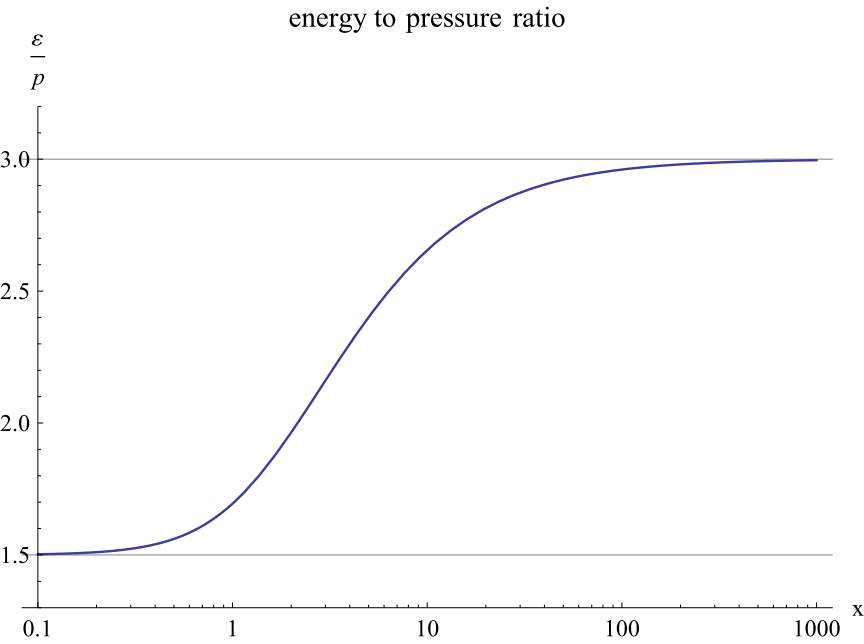 energy to pressure ratio
ε
p
3.0
2.5
2.0
1.5
0.1 1 10 100 1000 x